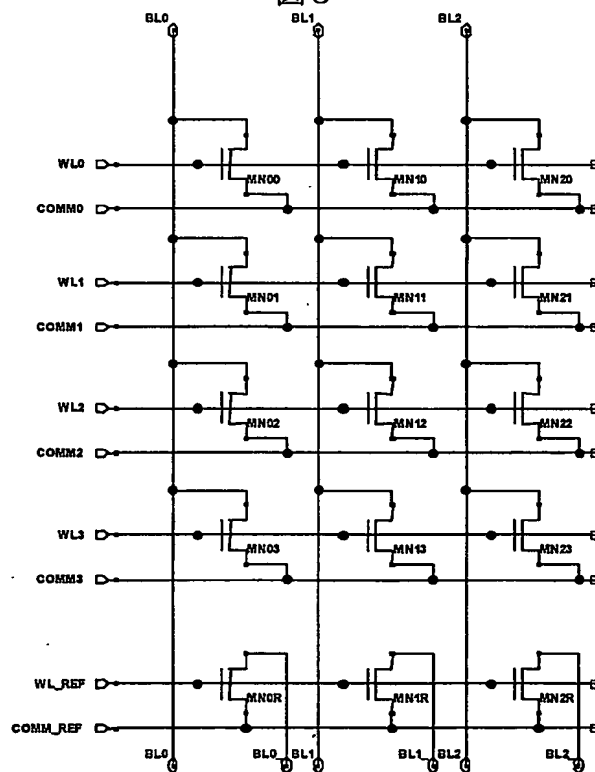 BL0 BL1 BL2
WL0 MN00 MN10 MN20
COMM0
WL1 MN01 MN11 MN21
COMM1
WL2 MN02 MN12 MN22
COMM2
WL3 MN03 MN13 MN23
COMM3
WL_REF MN0R MN1R MN2R
COMM_REF
BL0 BL0_ BL1 BL1_ BL2 BL2_